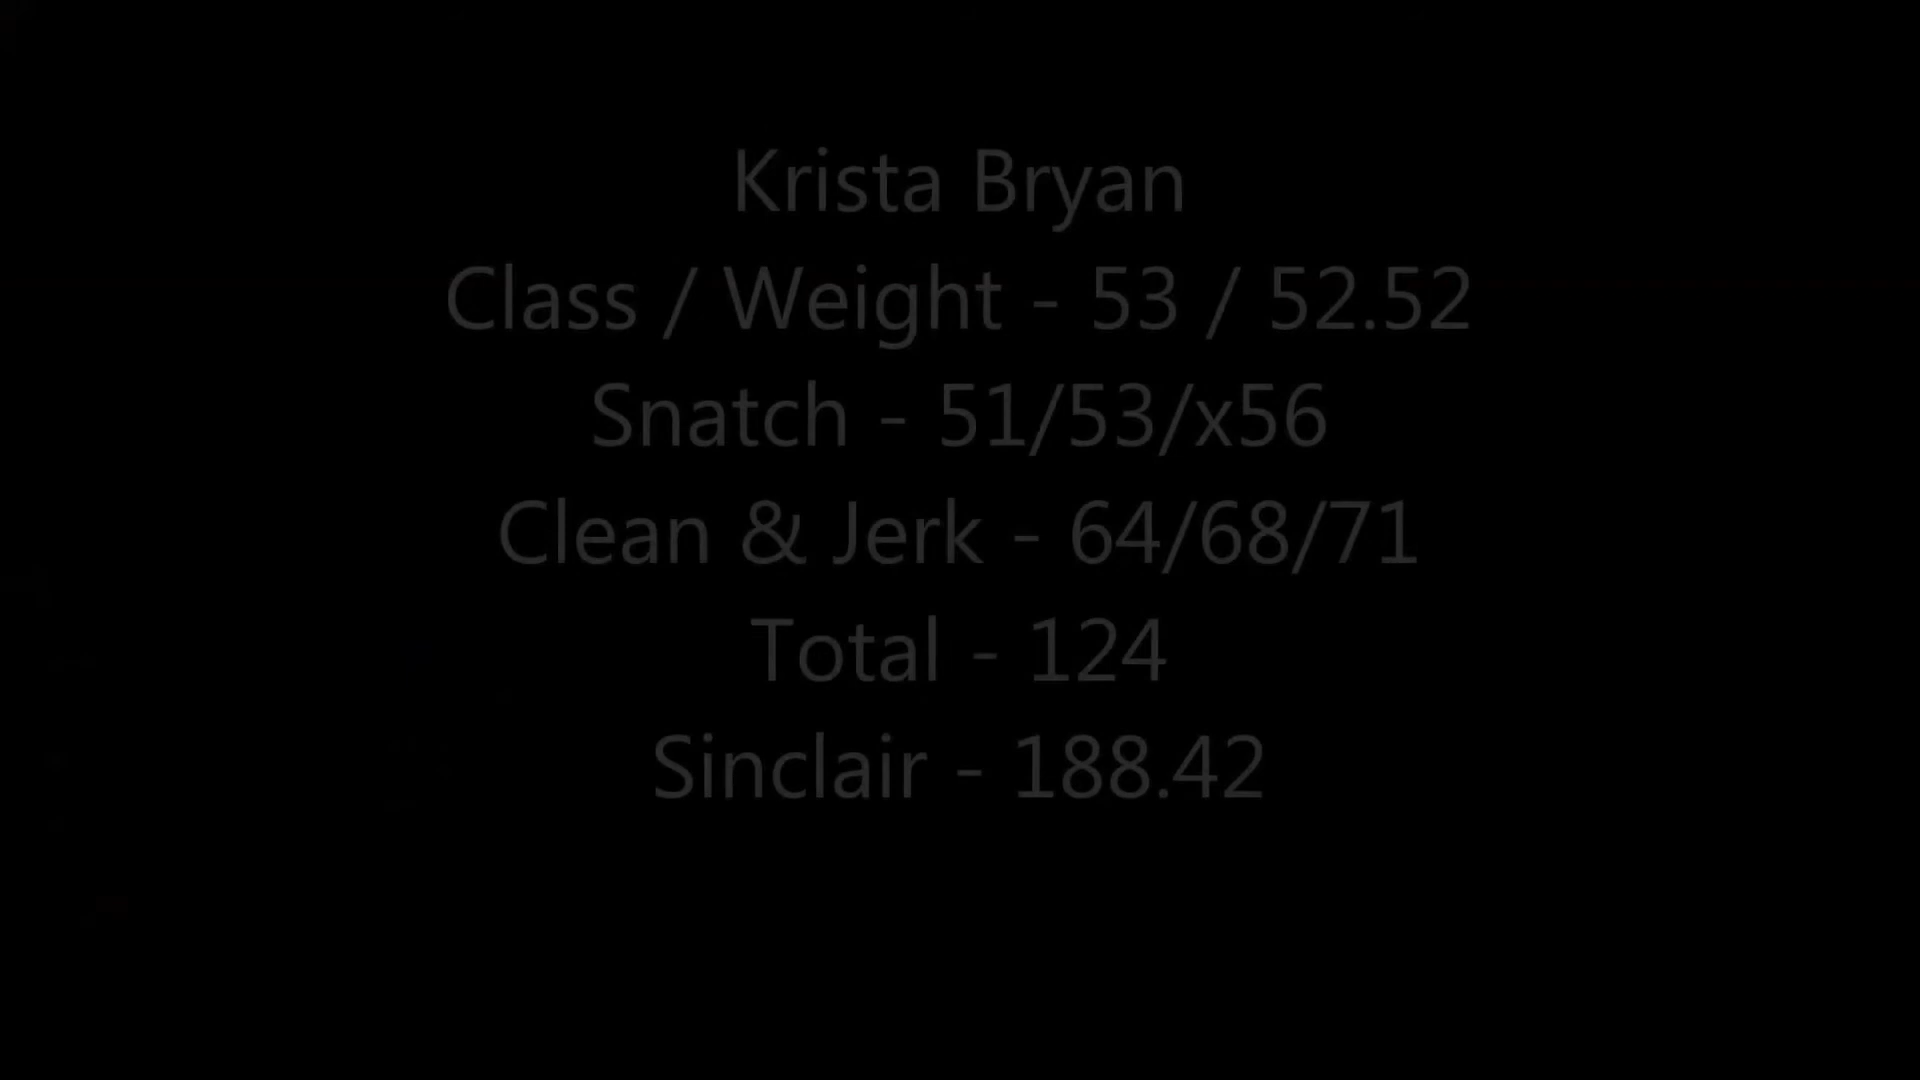 Krista Bryan
Class / Weight - 53 / 52.52
Snatch - 51/53/x56
Clean & Jerk - 64/68/71
Total - 124
Sinclair - 188.42